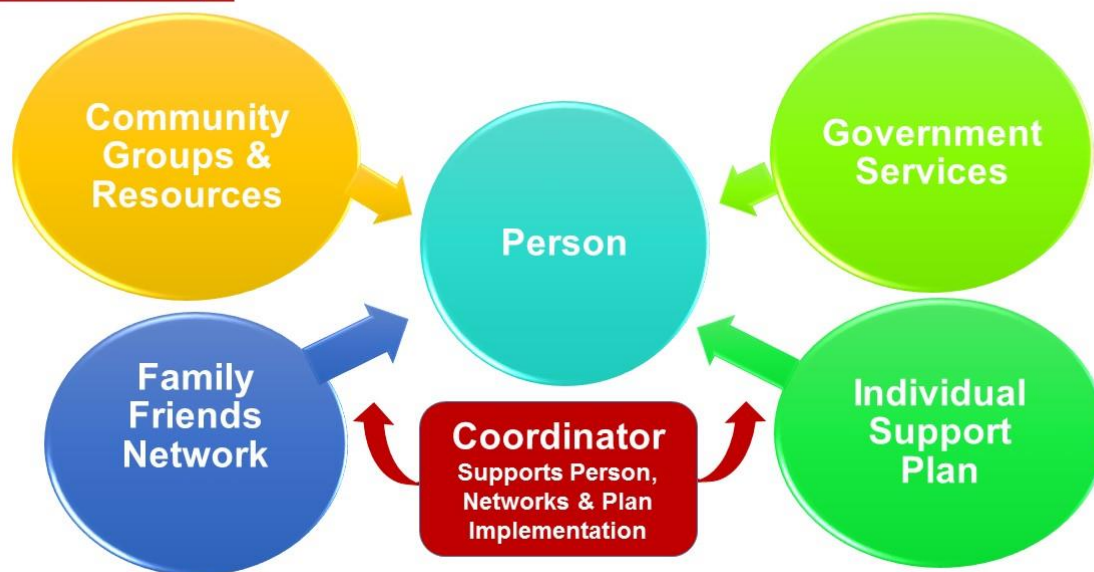 Community
Groups &
Resources
Person
Government
Services
Family
Friends
Network
Coordinator
Supports Person,
Networks & Plan
Implementation
Individual
Support
Plan